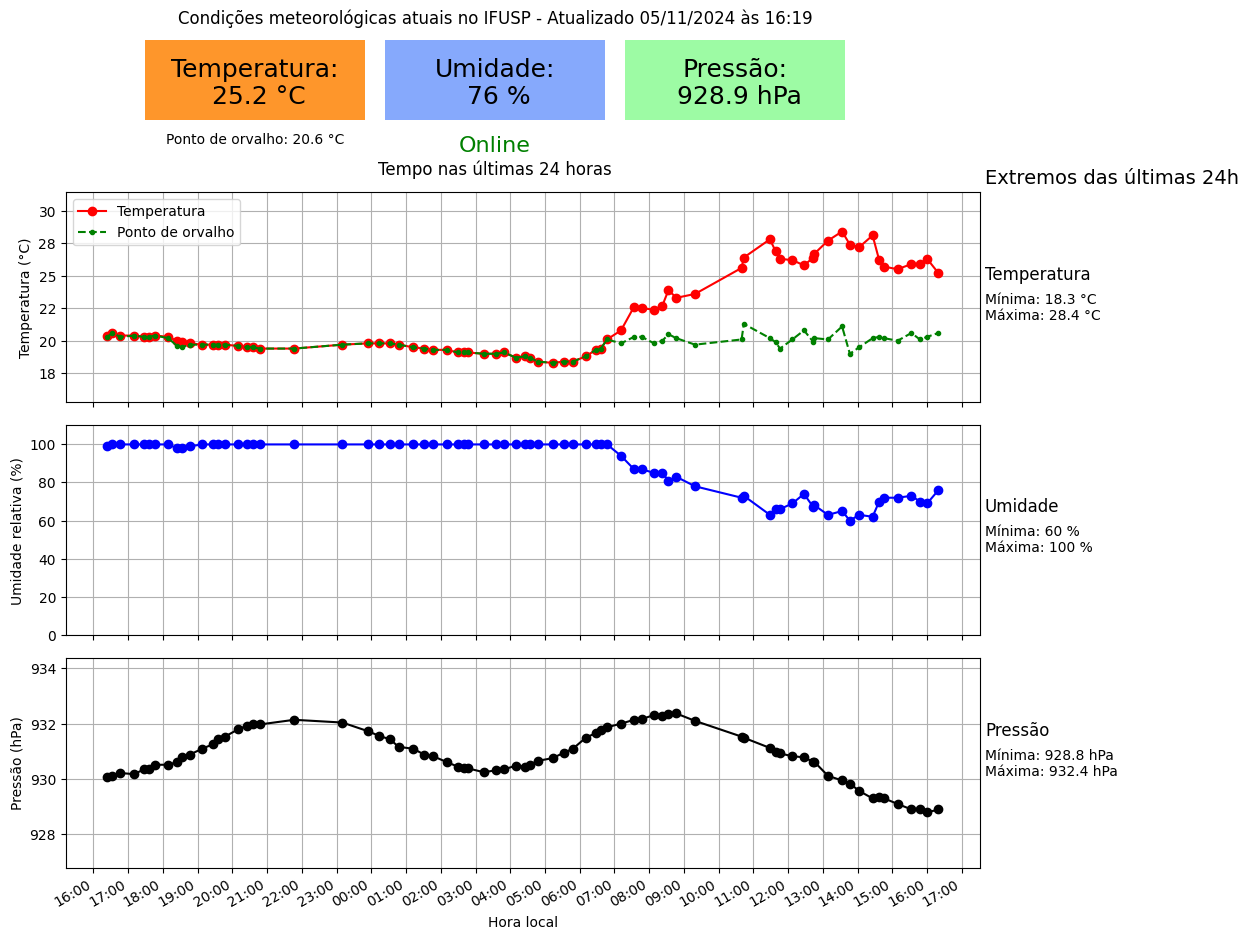 Condições meteorológicas atuais no IFUSP - Atualizado 05/11/2024 às 16:19
Temperatura:
25.2 °C
Umidade:
76 %
Pressão:
928.9 hPa
Ponto de orvalho: 20.6 °C
Online
Tempo nas últimas 24 horas
Extremos das últimas 24h
Temperatura
Ponto de orvalho
Temperatura (°C)
30
28
25
22
20
18
Temperatura
Mínima: 18.3 °C
Máxima: 28.4 °C
Umidade relativa (%)
100
80
60
40
20
0
Umidade
Mínima: 60 %
Máxima: 100 %
Pressão (hPa)
934
932
930
928
Pressão
Mínima: 928.8 hPa
Máxima: 932.4 hPa
16:00 17:00 18:00 19:00 20:00 21:00 22:00 23:00 00:00 01:00 02:00 03:00 04:00 05:00 06:00 07:00 08:00 09:00 10:00 11:00 12:00 13:00 14:00 15:00 16:00 17:00
Hora local